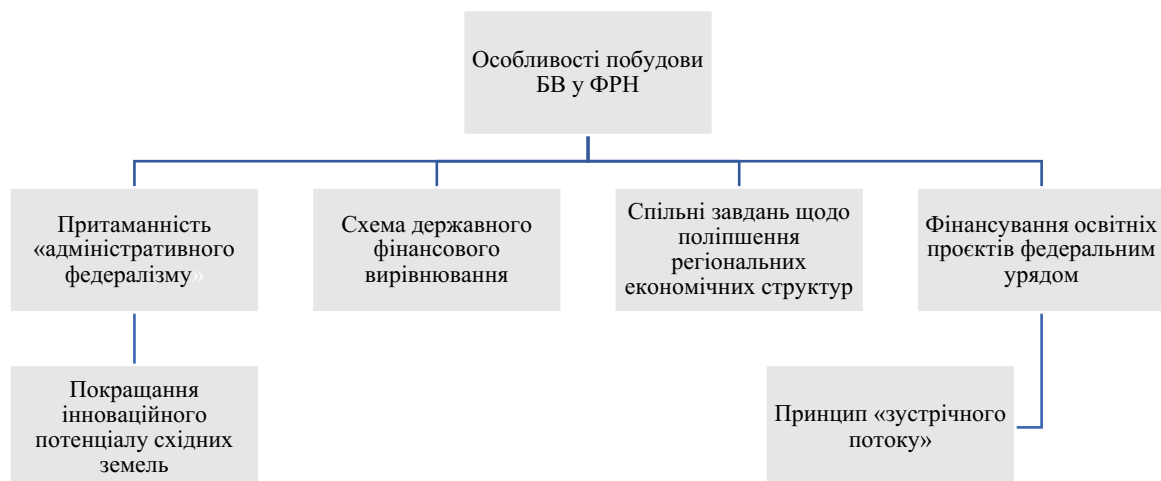 Особливості побудови
БВ у ФРН
Притаманність
«адміністративного
федералізму»
Схема державного
фінансового
вирівнювання
Спільні завдань щодо
поліпшення
регіональних
економічних структур
Фінансування освітніх
проєктів федеральним
урядом
Покращання
інноваційного
потенціалу східних
земель
Принцип «зустрічного
потоку»